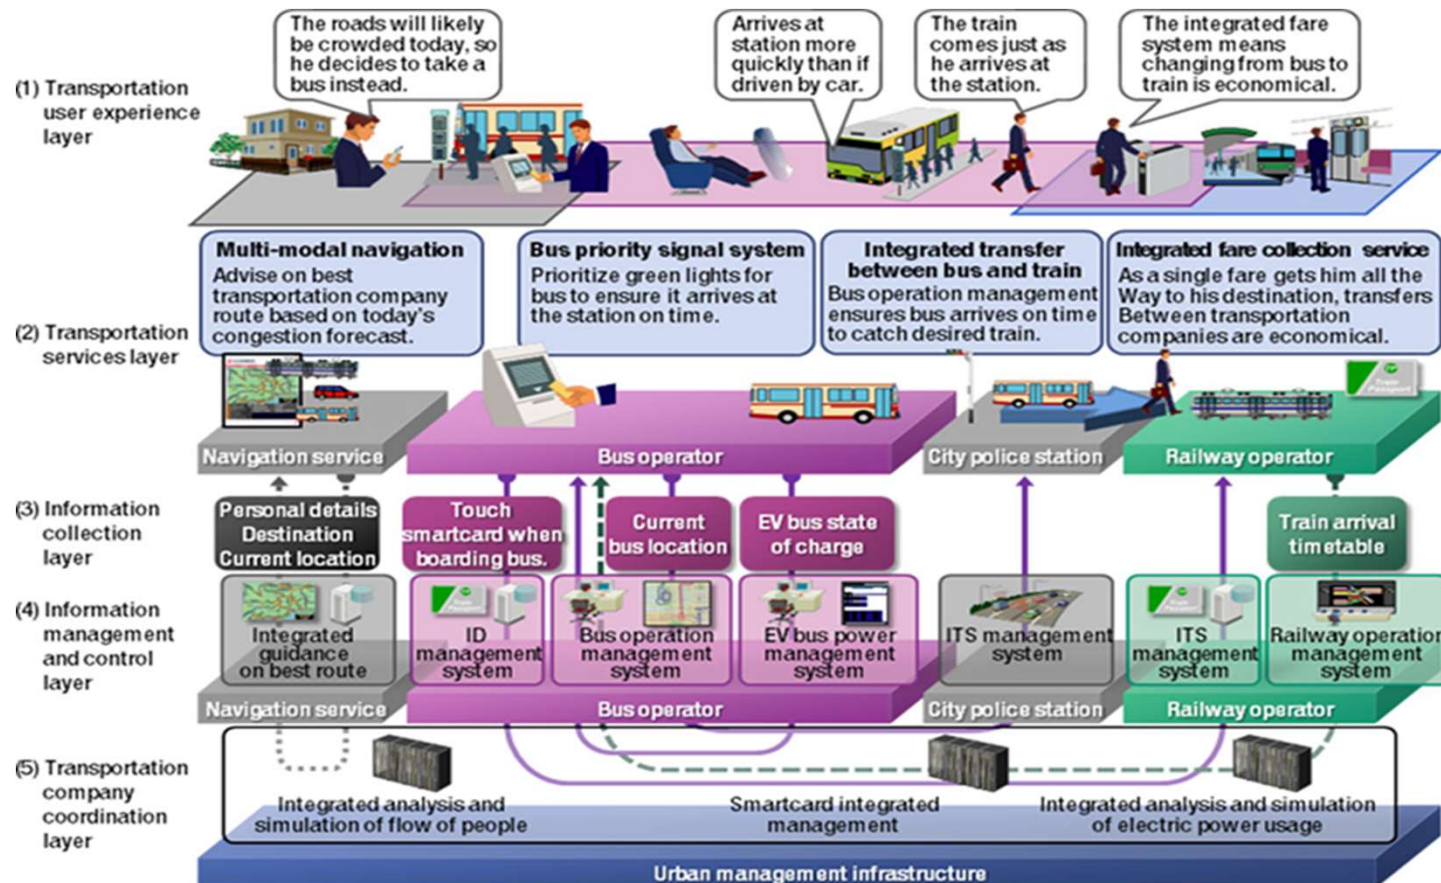 (1) Transportation
user experience
layer
The roads will likely
be crowded today, so
he decides to take a
bus instead.
Arrives at
station more
quickly than if
driven by car.
The train
comes just as
he arrives at
the station.
The integrated fare
system means
changing from bus to
train is economical.
(2) Transportation
services layer
Multi-modal navigation
Advise on best
transportation company
route based on today's
congestion forecast.
Bus priority signal system
Prioritize green lights for
bus to ensure it arrives at
the station on time.
Integrated transfer
between bus and train
Bus operation management
ensures bus arrives on time
to catch desired train.
Integrated fare collection service
As a single fare gets him all the
Way to his destination, transfers
Between transportation
companies are economical.
Train
Passport
Navigation service
Bus operator
City police station
Railway operator
(3) Information
collection
layer
Personal details
Destination
Current location
Touch
smartcard when
boarding bus.
Current
bus location
EV bus state
of charge
Train arrival
timetable
(4) Information
management
and control
layer
Integrated
guidance
on best route
ID
management
system
Bus operation
management
system
EV bus power
management
system
ITS management
system
ITS
management
system
Railway operation
management
system
Navigation service
Bus operator
City police station
Railway operator
(5) Transportation
company
coordination
layer
Integrated analysis and
simulation of flow of people
Smartcard integrated
management
Integrated analysis and simulation
of electric power usage
Urban management infrastructure